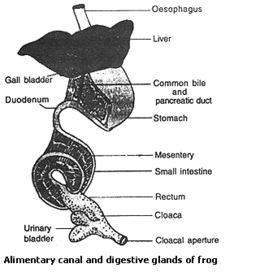 Oesophagus
Liver
Gall bladder
Common bile
and
pancreatic duct
Duodenum
Stomach
Mesentery
Small intestine
Rectum
Cloaca
Urinary
bladder
Cloacal aperture
Alimentary canal and digestive glands of frog